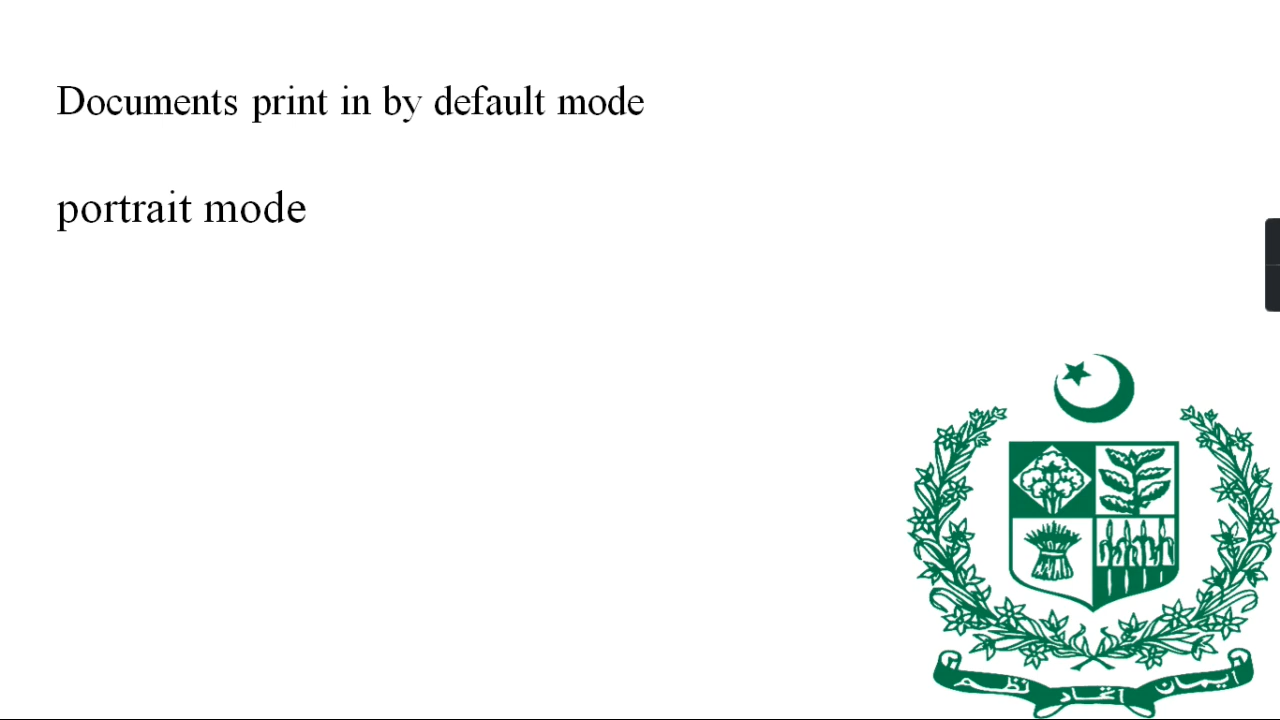 Documents print in by default mode
portrait mode
ایمان اتحاد نظم